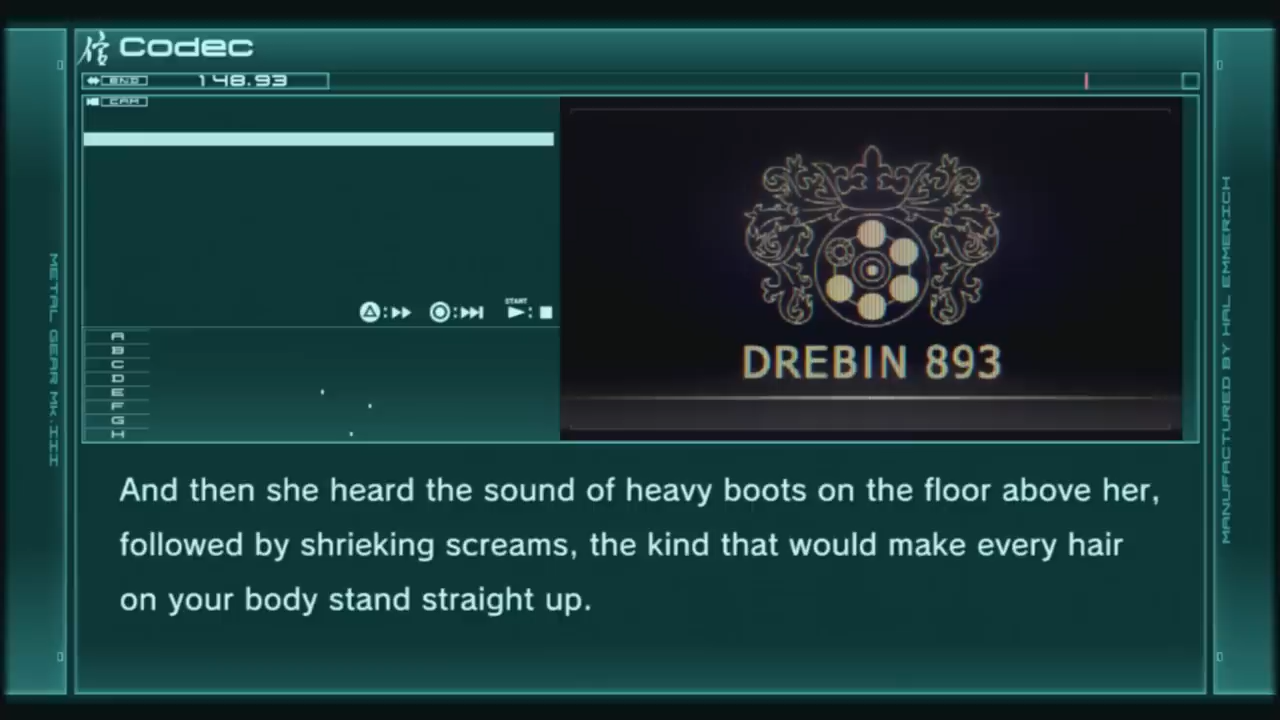 信 Codec
END 148.93
CAM
START
A
B
C
D
E
F
G
H
DREBIN 893
METAL GEAR Mk.III
MANUFACTURED BY HAL EMMERICH
And then she heard the sound of heavy boots on the floor above her,
followed by shrieking screams, the kind that would make every hair
on your body stand straight up.